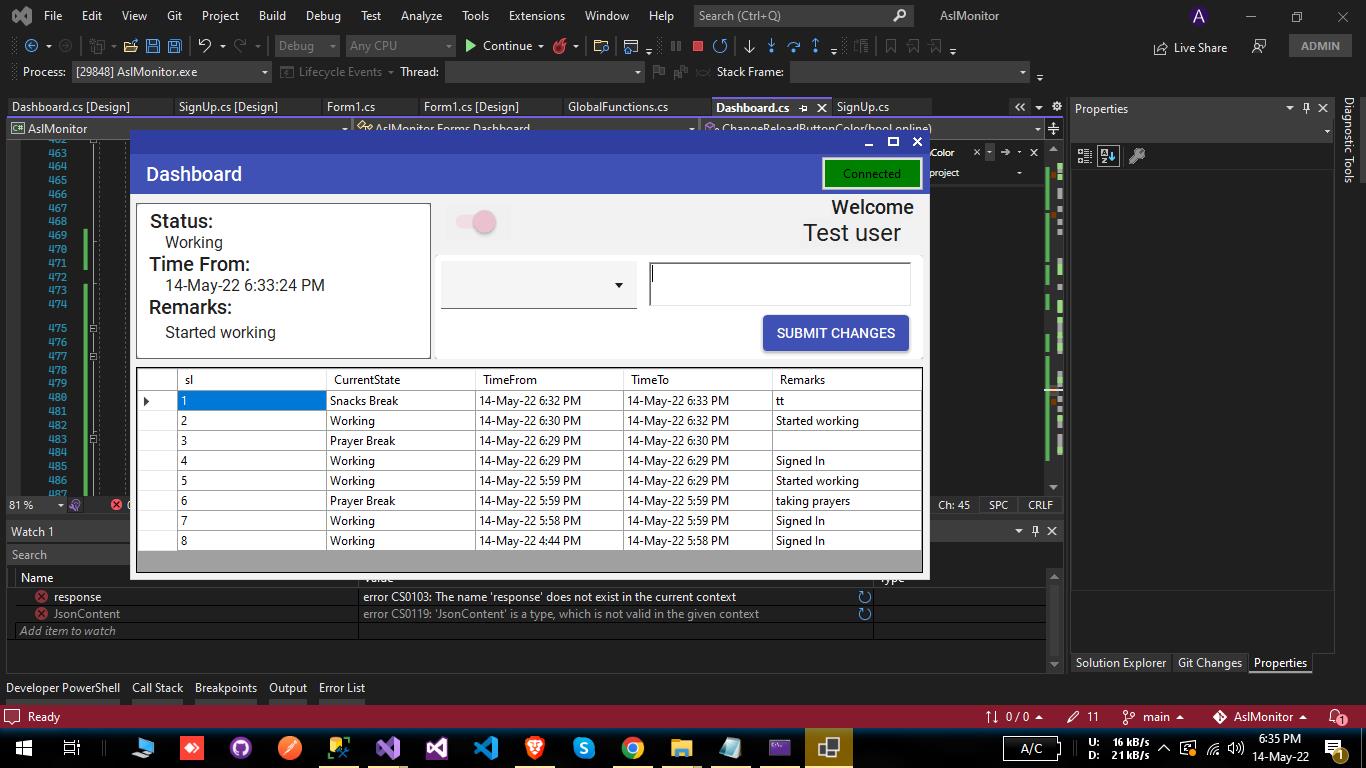 File Edit View Git Project Build Debug Test Analyze Tools Extensions Window Help Search (Ctrl+Q) AslMonitor A
Debug Any CPU Continue Live Share ADMIN
Process: [29848] AslMonitor.exe Lifecycle Events Thread: Stack Frame:
Dashboard.cs [Design] SignUp.cs [Design] Form1.cs Form1.cs [Design] GlobalFunctions.cs Dashboard.cs SignUp.cs Properties
C# AslMonitor AslMonitor.Forms.Dashboard ChangeReloadButtonColor(bool online)
Diagnostic Tools
463
464
465
466
467
468
469
470
471
472
473
474
475
476
477
478
479
480
481
482
483
484
485
486
487
Color
project
Dashboard Connected
Status:
Working
Time From:
14-May-22 6:33:24 PM
Remarks:
Started working
Welcome
Test user
SUBMIT CHANGES
sl CurrentState TimeFrom TimeTo Remarks
1 Snacks Break 14-May-22 6:32 PM 14-May-22 6:33 PM tt
2 Working 14-May-22 6:30 PM 14-May-22 6:32 PM Started working
3 Prayer Break 14-May-22 6:29 PM 14-May-22 6:30 PM
4 Working 14-May-22 6:29 PM 14-May-22 6:29 PM Signed In
5 Working 14-May-22 5:59 PM 14-May-22 6:29 PM Started working
6 Prayer Break 14-May-22 5:59 PM 14-May-22 5:59 PM taking prayers
7 Working 14-May-22 5:58 PM 14-May-22 5:59 PM Signed In
8 Working 14-May-22 4:44 PM 14-May-22 5:58 PM Signed In
81 % Ch: 45 SPC CRLF
Watch 1
Search
Name Value Type
response error CS0103: The name 'response' does not exist in the current context
JsonContent error CS0119: 'JsonContent' is a type, which is not valid in the given context
Add item to watch
Solution Explorer Git Changes Properties
Developer PowerShell Call Stack Breakpoints Output Error List
Ready 0 / 0 11 main AslMonitor 1
A/C U: 16 kB/s 6:35 PM
D: 21 kB/s 14-May-22 1